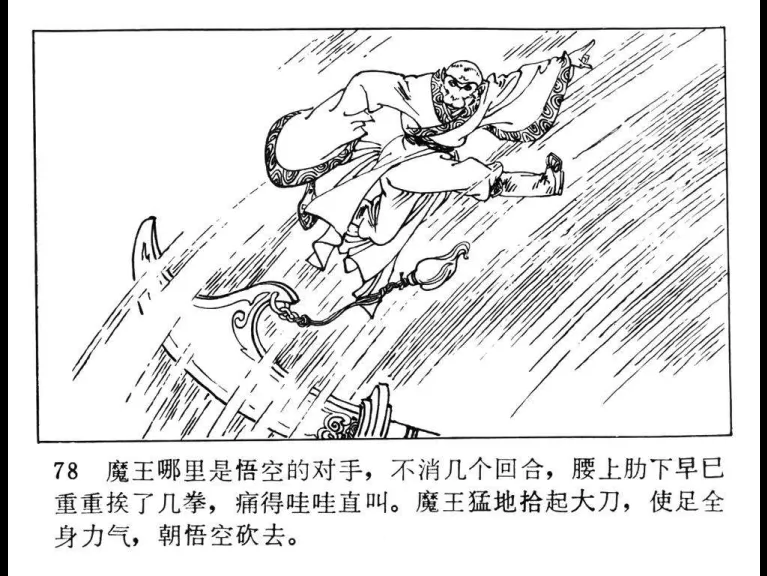 78 魔王哪里是悟空的对手，不消几个回合，腰上肋下早已
重重挨了几拳，痛得哇哇直叫。魔王猛地拾起大刀，使足全
身力气，朝悟空砍去。